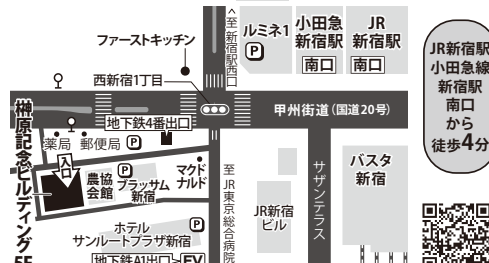 ファーストキッチン
<至 新宿駅西口
ルミネ1
P
小田急
新宿駅
南口
JR
新宿駅
南口
西新宿1丁目
甲州街道(国道20号)
地下鉄4番出口
薬局
郵便局
P
入口
榊原記念ビルディング
5F
農協
会館
P
プラッサム
新宿
マクド
ナルド
至 JR東京総合病院
JR新宿
ビル
サザンテラス
バスタ
新宿
ホテル
サンルートプラザ新宿
P
地下鉄A1出口>EV
JR新宿駅
小田急線
新宿駅
南口
から
徒歩4分